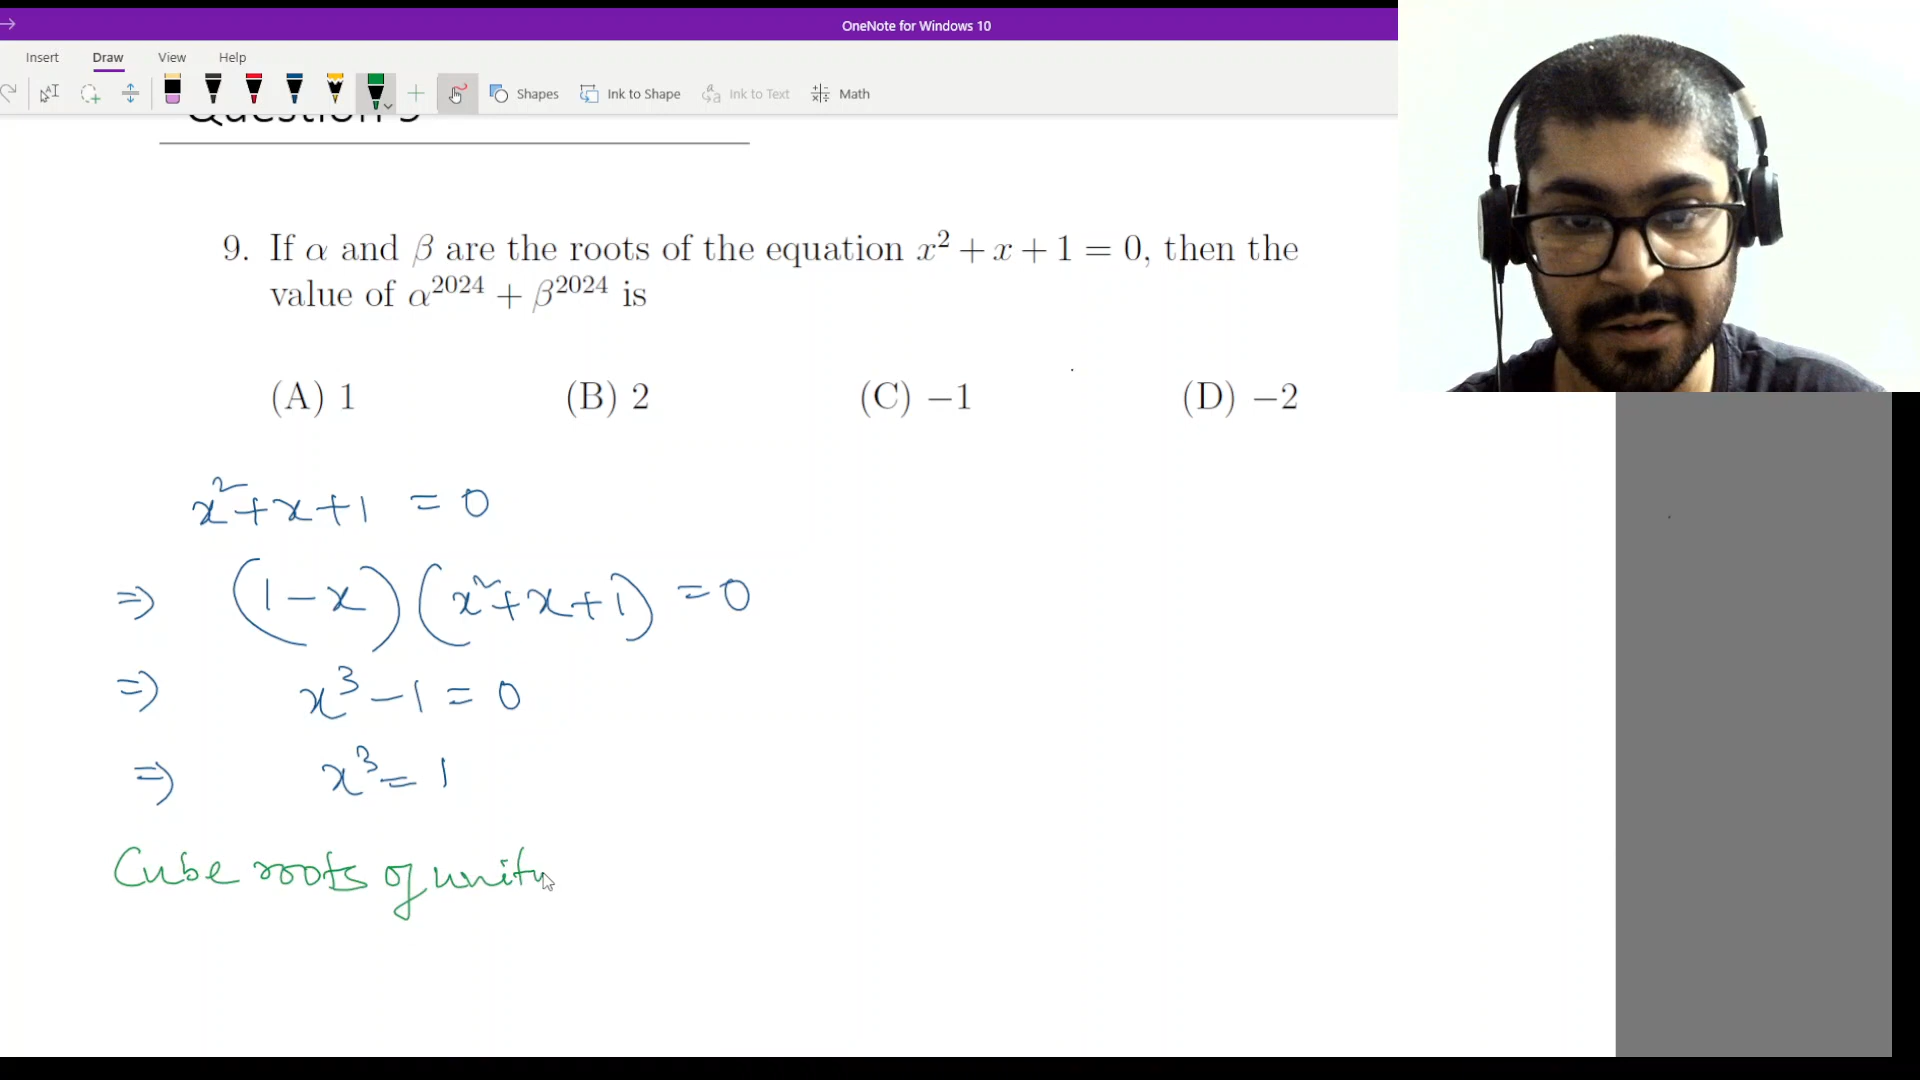 OneNote for Windows 10
Insert Draw View Help
Shapes Ink to Shape Ink to Text Math
Question 9
9. If α and β are the roots of the equation x² + x + 1 = 0, then the
value of α²⁰²⁴ + β²⁰²⁴ is
(A) 1 (B) 2 (C) −1 (D) −2
x²+x+1 = 0
⇒ (1−x)(x²+x+1) = 0
⇒ x³−1 = 0
⇒ x³ = 1
Cube roots of unity